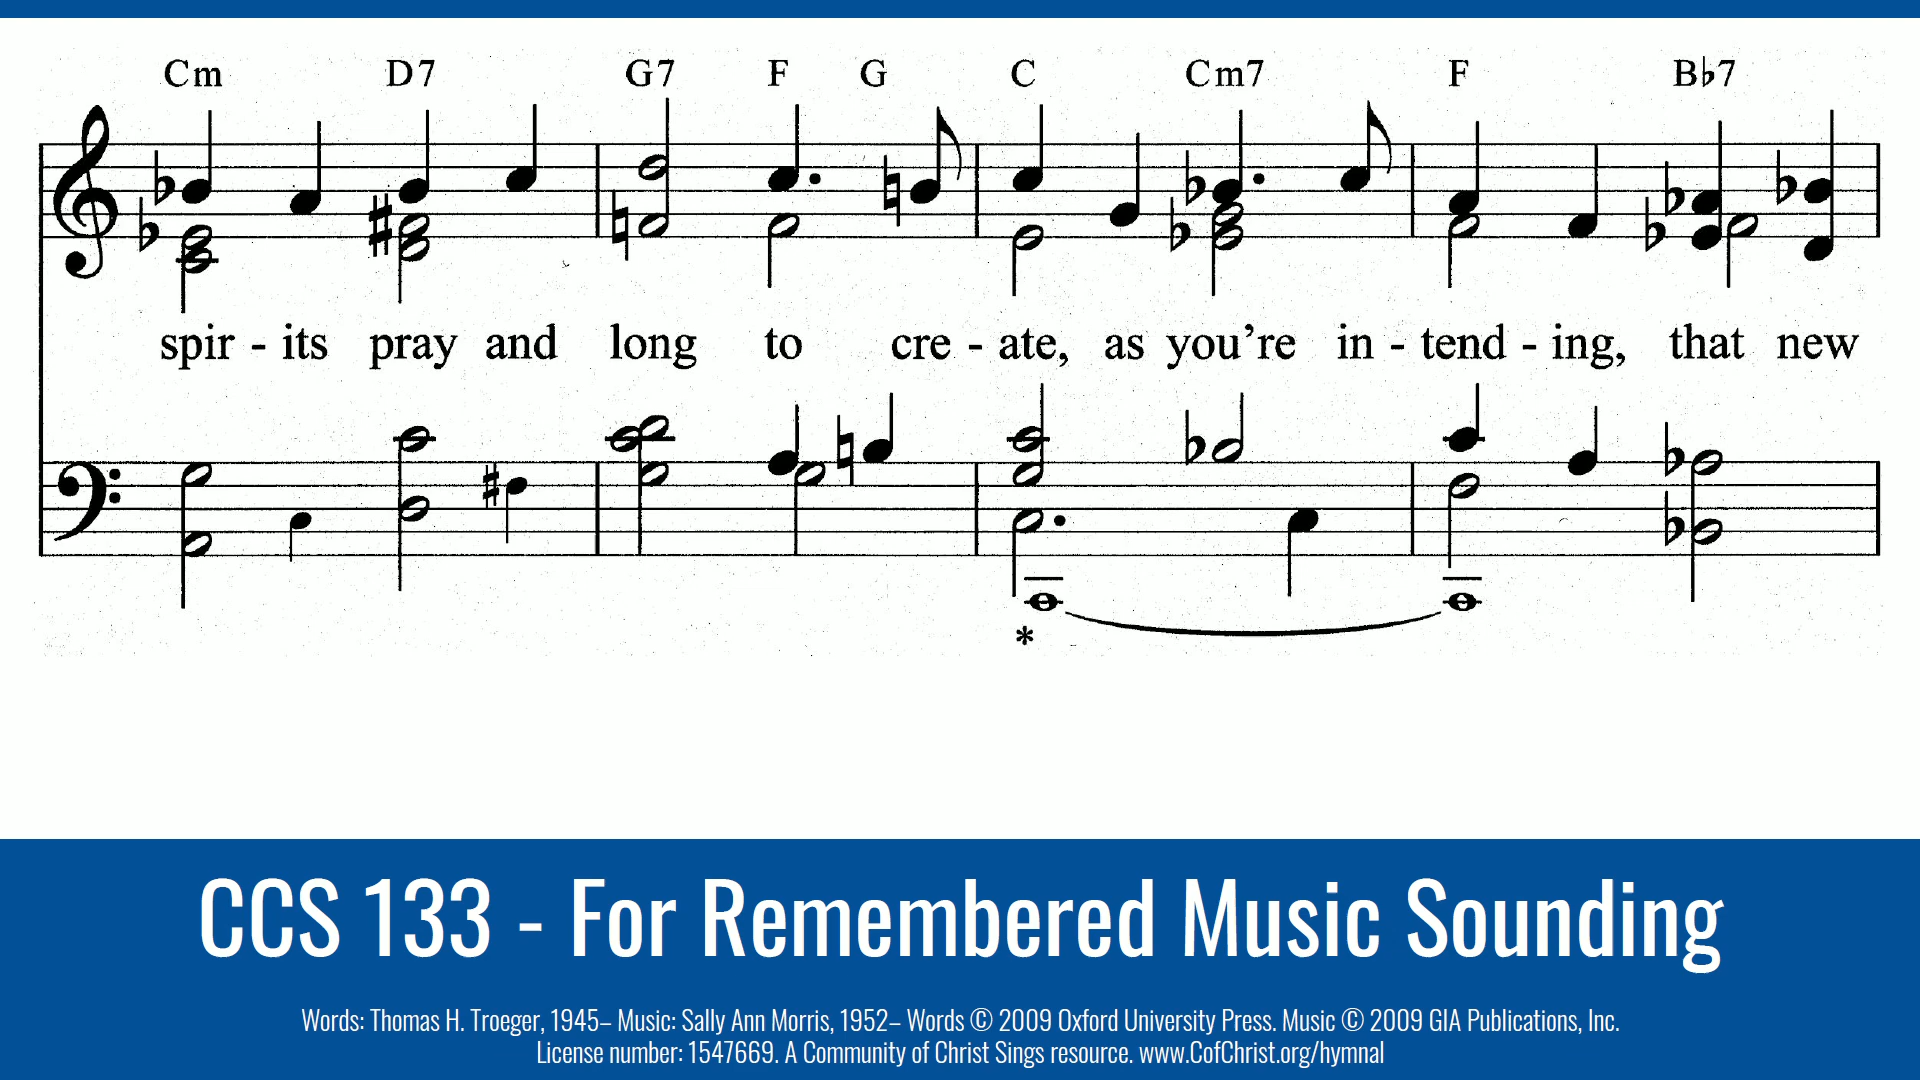 Cm D7 G7 F G C Cm7 F B♭7
spir - its pray and long to cre - ate, as you're in - tend - ing, that new
*
CCS 133 - For Remembered Music Sounding
Words: Thomas H. Troeger, 1945– Music: Sally Ann Morris, 1952– Words © 2009 Oxford University Press. Music © 2009 GIA Publications, Inc.
License number: 1547669. A Community of Christ Sings resource. www.CofChrist.org/hymnal